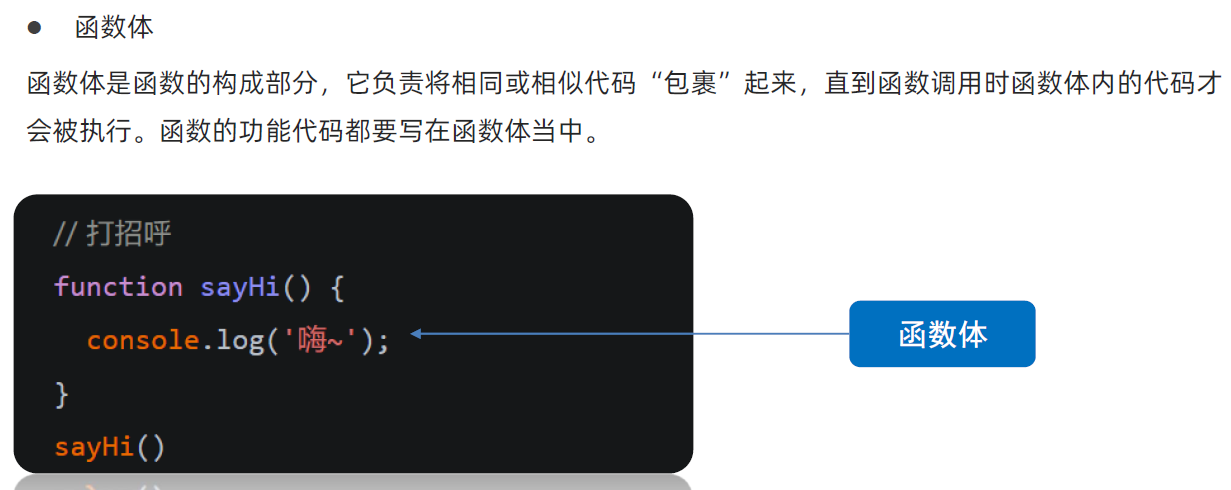 ● 函数体
函数体是函数的构成部分，它负责将相同或相似代码“包裹”起来，直到函数调用时函数体内的代码才
会被执行。函数的功能代码都要写在函数体当中。
// 打招呼
function sayHi() {
console.log('嗨~');
函数体
}
sayHi()